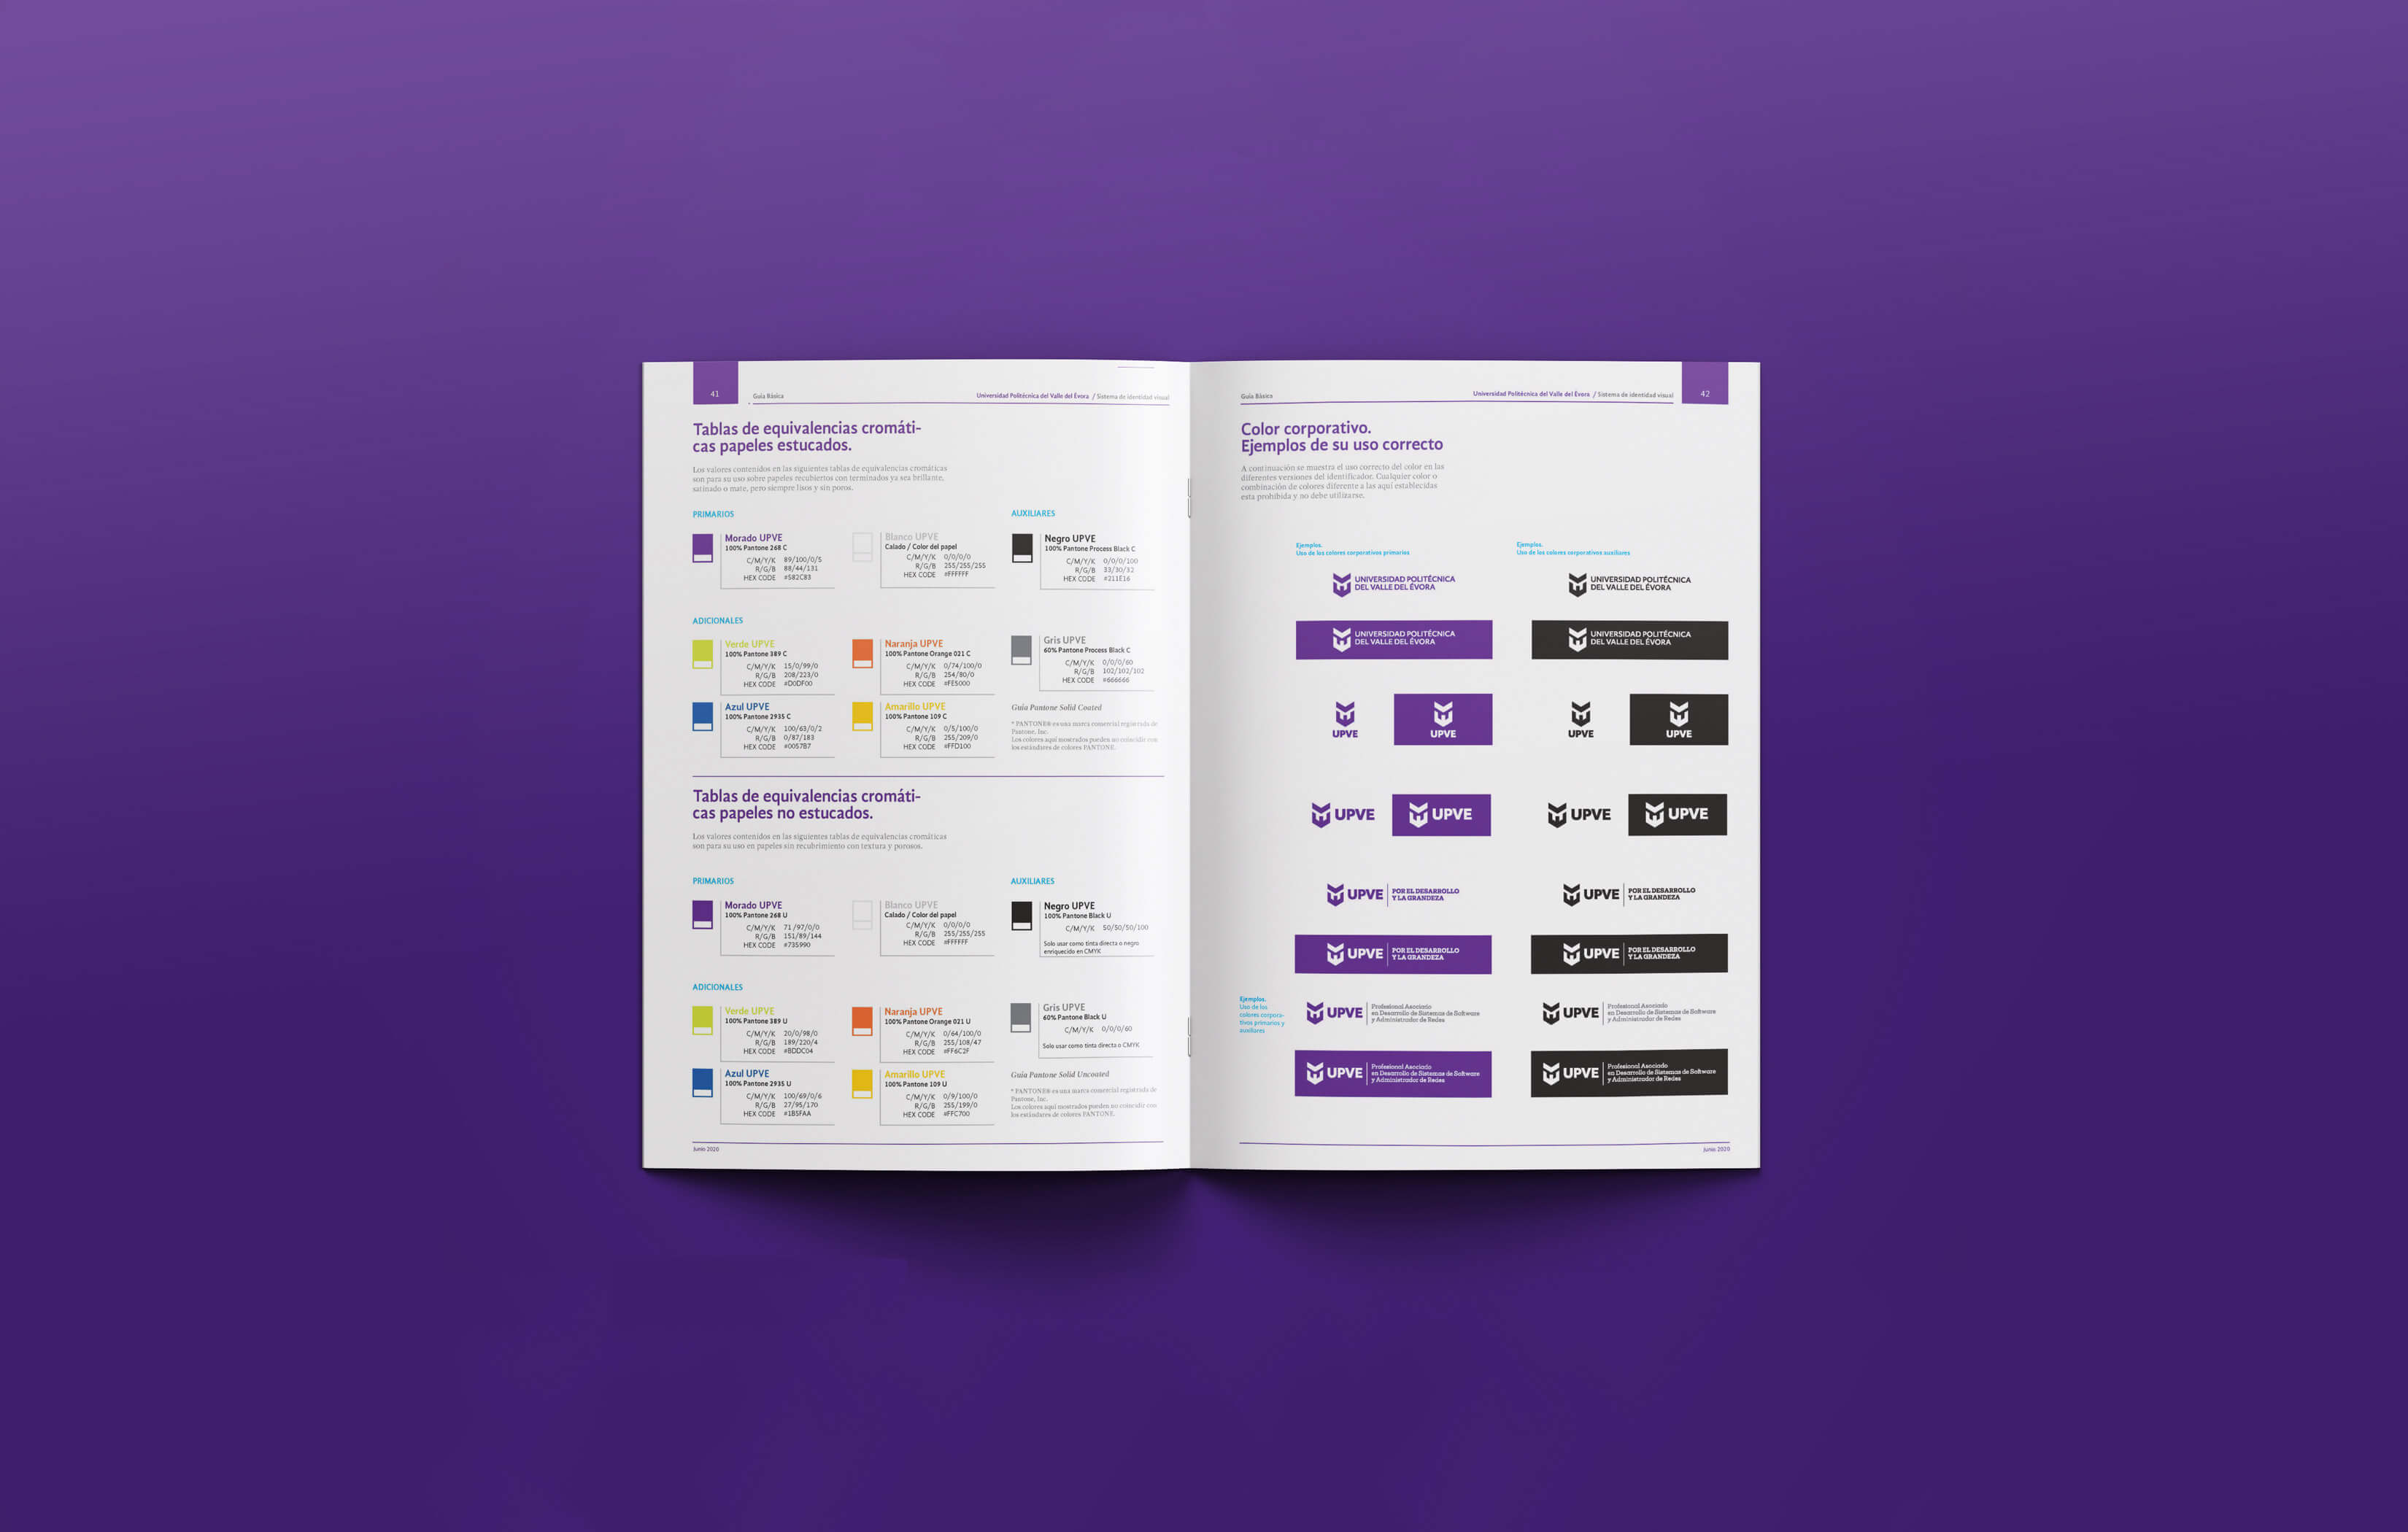 41
Guía Básica
Universidad Politécnica del Valle del Évora / Sistema de identidad visual
Tablas de equivalencias cromáti-
cas papeles estucados.
Los valores contenidos en las siguientes tablas de equivalencias cromáticas
son para su uso sobre papeles recubiertos con terminados ya sea brillante,
satinado o mate, pero siempre lisos y sin poros.
PRIMARIOS
Morado UPVE
100% Pantone 268 C
C/M/Y/K 89/100/0/5
R/G/B 88/44/131
HEX CODE #582C83
Blanco UPVE
Calado / Color del papel
C/M/Y/K 0/0/0/0
R/G/B 255/255/255
HEX CODE #FFFFFF
AUXILIARES
Negro UPVE
100% Pantone Process Black C
C/M/Y/K 0/0/0/100
R/G/B 33/30/32
HEX CODE #211E16
ADICIONALES
Verde UPVE
100% Pantone 389 C
C/M/Y/K 15/0/99/0
R/G/B 208/223/0
HEX CODE #D0DF00
Naranja UPVE
100% Pantone Orange 021 C
C/M/Y/K 0/74/100/0
R/G/B 254/80/0
HEX CODE #FE5000
Gris UPVE
60% Pantone Process Black C
C/M/Y/K 0/0/0/60
R/G/B 102/102/102
HEX CODE #666666
Azul UPVE
100% Pantone 2935 C
C/M/Y/K 100/63/0/2
R/G/B 0/87/183
HEX CODE #0057B7
Amarillo UPVE
100% Pantone 109 C
C/M/Y/K 0/5/100/0
R/G/B 255/209/0
HEX CODE #FFD100
Guía Pantone Solid Coated
* PANTONE® es una marca comercial registrada de
Pantone, Inc.
Los colores aquí mostrados pueden no coincidir con
los estándares de colores PANTONE.
Tablas de equivalencias cromáti-
cas papeles no estucados.
Los valores contenidos en las siguientes tablas de equivalencias cromáticas
son para su uso en papeles sin recubrimiento con textura y porosos.
PRIMARIOS
Morado UPVE
100% Pantone 268 U
C/M/Y/K 71/97/0/0
R/G/B 151/89/144
HEX CODE #735990
Blanco UPVE
Calado / Color del papel
C/M/Y/K 0/0/0/0
R/G/B 255/255/255
HEX CODE #FFFFFF
AUXILIARES
Negro UPVE
100% Pantone Black U
C/M/Y/K 50/50/50/100
Solo usar como tinta directa o negro
enriquecido en CMYK
ADICIONALES
Verde UPVE
100% Pantone 389 U
C/M/Y/K 20/0/98/0
R/G/B 189/220/4
HEX CODE #BDDC04
Naranja UPVE
100% Pantone Orange 021 U
C/M/Y/K 0/64/100/0
R/G/B 255/108/47
HEX CODE #FF6C2F
Gris UPVE
60% Pantone Black U
C/M/Y/K 0/0/0/60
Solo usar como tinta directa o CMYK
Azul UPVE
100% Pantone 2935 U
C/M/Y/K 100/69/0/6
R/G/B 27/95/170
HEX CODE #1B5FAA
Amarillo UPVE
100% Pantone 109 U
C/M/Y/K 0/9/100/0
R/G/B 255/199/0
HEX CODE #FFC700
Guía Pantone Solid Uncoated
* PANTONE® es una marca comercial registrada de
Pantone, Inc.
Los colores aquí mostrados pueden no coincidir con
los estándares de colores PANTONE.
Junio 2020
Guía Básica
Universidad Politécnica del Valle del Évora / Sistema de identidad visual
42
Color corporativo.
Ejemplos de su uso correcto
A continuación se muestra el uso correcto del color en las
diferentes versiones del identificador. Cualquier color o
combinación de colores diferente a las aquí establecidas
esta prohibida y no debe utilizarse.
Ejemplos.
Uso de los colores corporativos primarios
Ejemplos.
Uso de los colores corporativos auxiliares
UNIVERSIDAD POLITÉCNICA
DEL VALLE DEL ÉVORA
UNIVERSIDAD POLITÉCNICA
DEL VALLE DEL ÉVORA
UNIVERSIDAD POLITÉCNICA
DEL VALLE DEL ÉVORA
UNIVERSIDAD POLITÉCNICA
DEL VALLE DEL ÉVORA
UPVE
UPVE
UPVE
UPVE
UPVE
UPVE
UPVE
UPVE
UPVE
POR EL DESARROLLO
Y LA GRANDEZA
UPVE
POR EL DESARROLLO
Y LA GRANDEZA
UPVE
POR EL DESARROLLO
Y LA GRANDEZA
UPVE
POR EL DESARROLLO
Y LA GRANDEZA
Ejemplos.
Uso de los
colores corpora-
tivos primarios y
auxiliares
UPVE
Profesional Asociado
en Desarrollo de Sistemas de Software
y Administrador de Redes
UPVE
Profesional Asociado
en Desarrollo de Sistemas de Software
y Administrador de Redes
UPVE
Profesional Asociado
en Desarrollo de Sistemas de Software
y Administrador de Redes
UPVE
Profesional Asociado
en Desarrollo de Sistemas de Software
y Administrador de Redes
Junio 2020